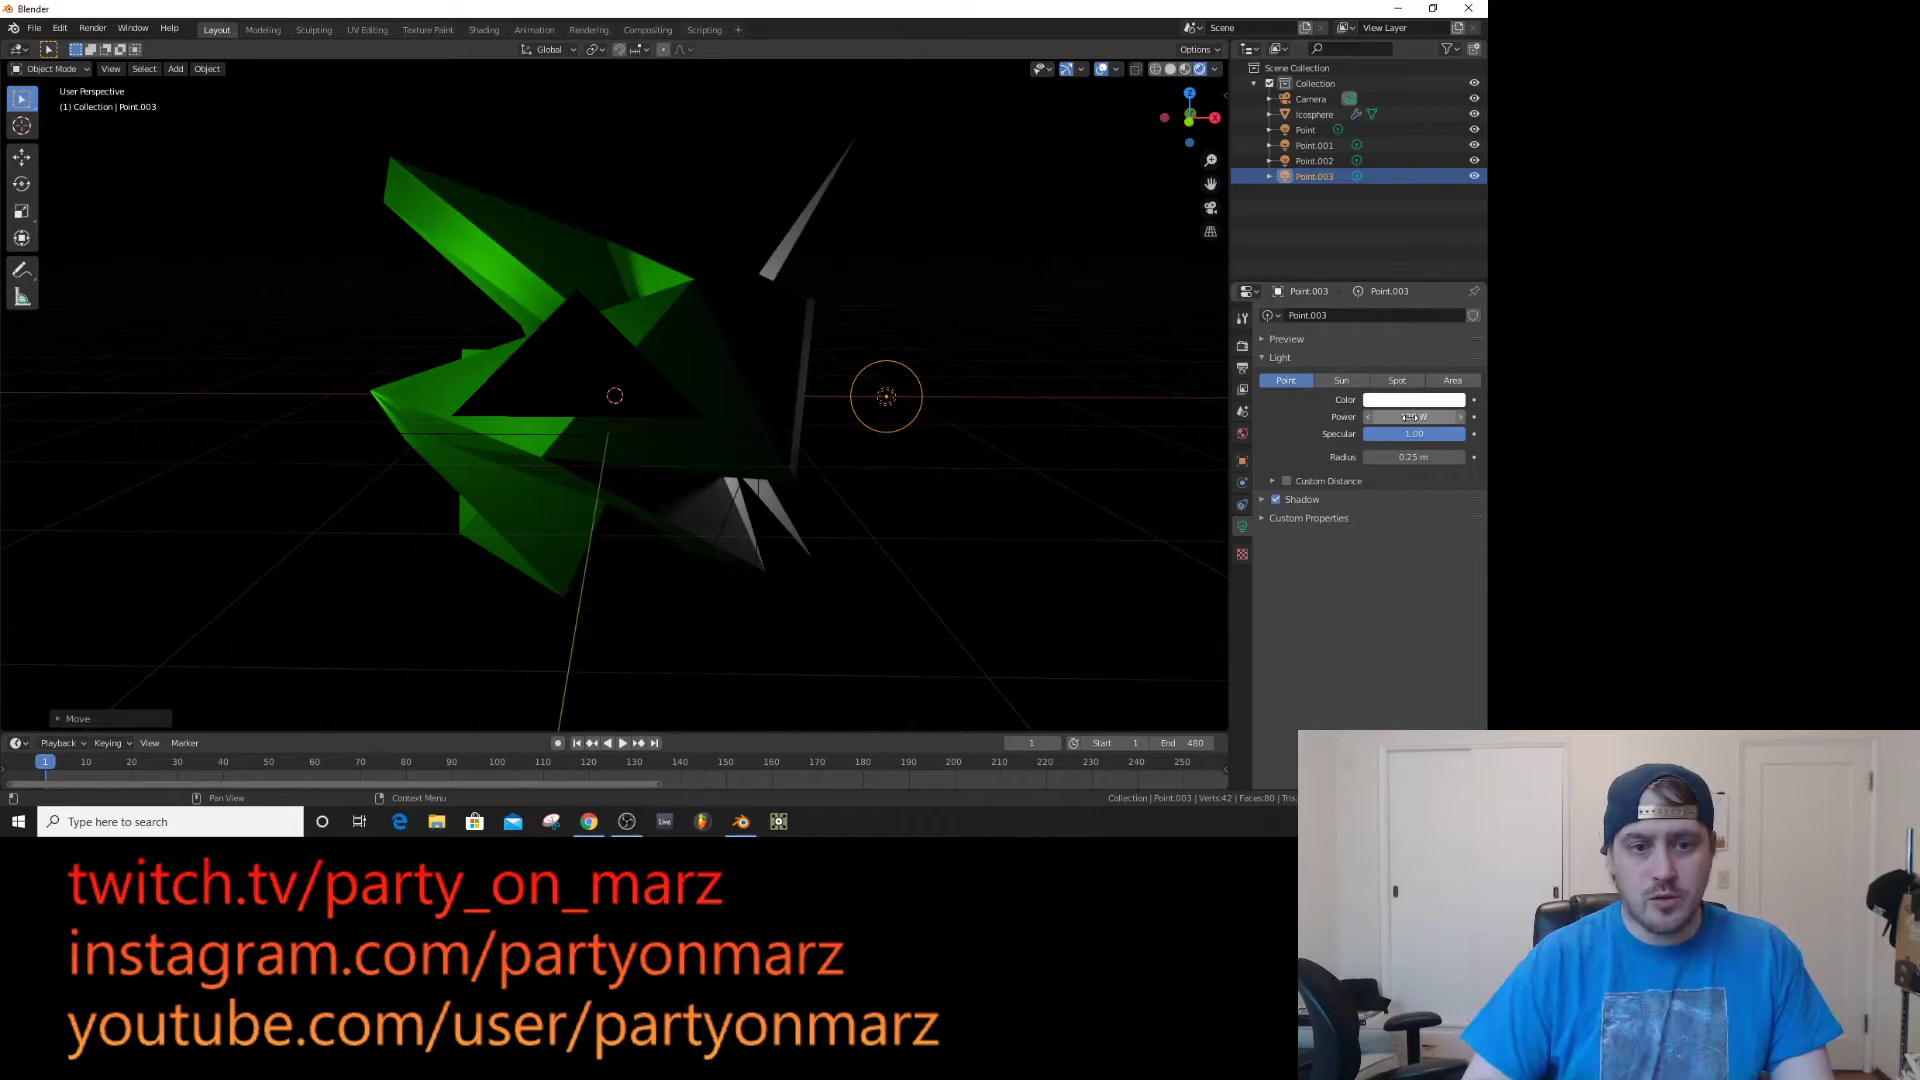 Blender
File Edit Render Window Help Layout Modeling Sculpting UV Editing Texture Paint Shading Animation Rendering Compositing Scripting + Scene View Layer
Global Options
Object Mode View Select Add Object
User Perspective
(1) Collection | Point.003
Z
X
Scene Collection
Collection
Camera
Icosphere
Point
Point.001
Point.002
Point.003
Point.003 Point.003
Point.003
Preview
Light
Point Sun Spot Area
Color
Power
Specular 1.00
Radius 0.25 m
Custom Distance
Shadow
Custom Properties
Move
Playback Keying View Marker 1 Start 1 End 480
1 10 20 30 40 50 60 70 80 90 100 110 120 130 140 150 160 170 180 190 200 210 220 230 240 250
Pan View Context Menu Collection | Point.003 | Verts:42 | Faces:80 | Tris:
Type here to search
Live
twitch.tv/party_on_marz
instagram.com/partyonmarz
youtube.com/user/partyonmarz